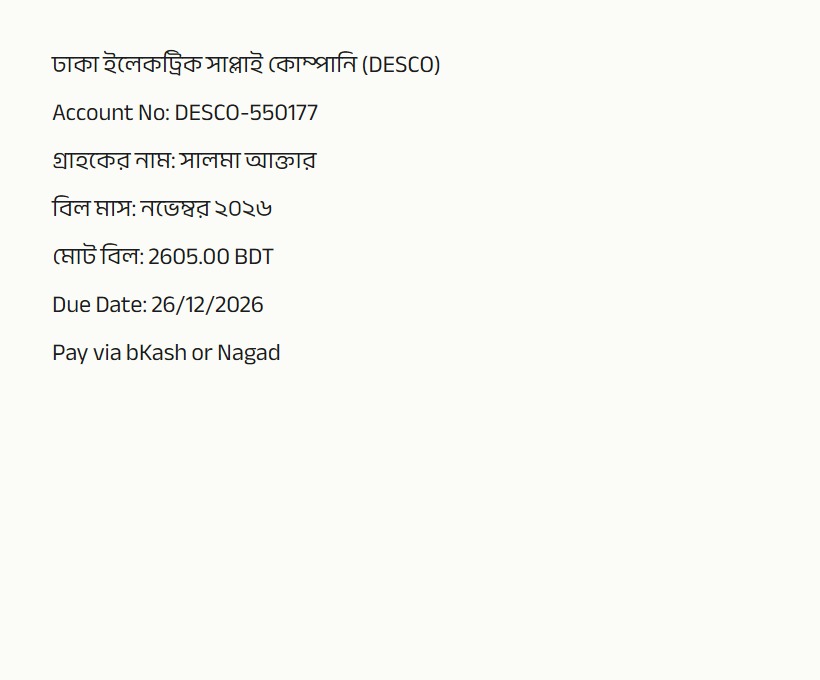 ঢাকা ইলেকট্রিক সাপ্লাই কোম্পানি (DESCO)
Account No: DESCO-550177
গ্রাহকের নাম: সালমা আক্তার
বিল মাস: নভেম্বর ২০২৬
মোট বিল: 2605.00 BDT
Due Date: 26/12/2026
Pay via bKash or Nagad